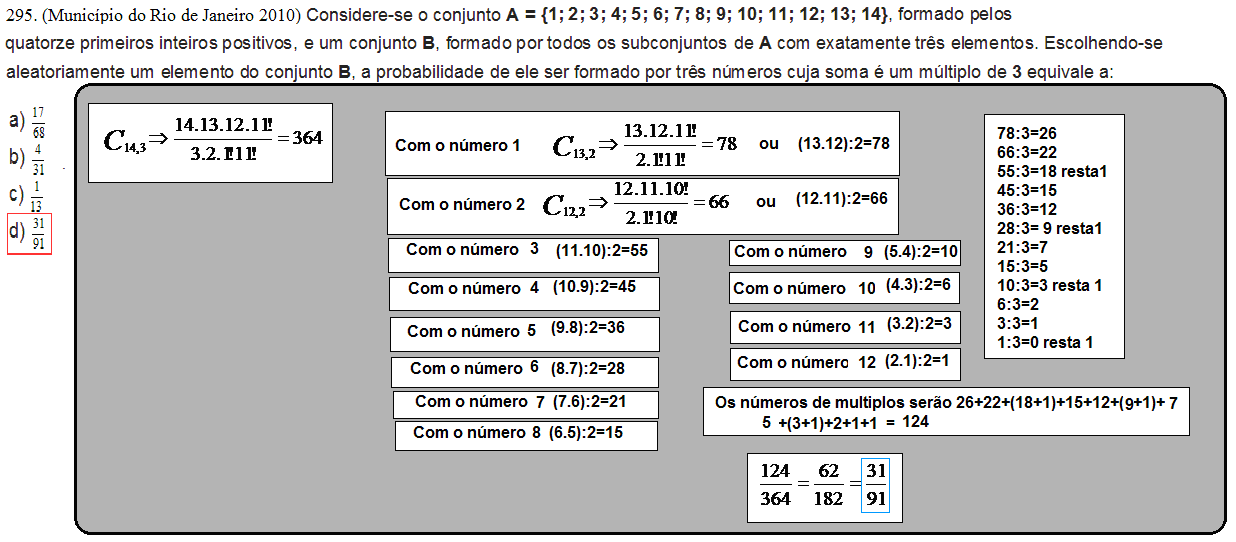 295. (Município do Rio de Janeiro 2010) Considere-se o conjunto A = {1; 2; 3; 4; 5; 6; 7; 8; 9; 10; 11; 12; 13; 14}, formado pelos
quatorze primeiros inteiros positivos, e um conjunto B, formado por todos os subconjuntos de A com exatamente três elementos. Escolhendo-se
aleatoriamente um elemento do conjunto B, a probabilidade de ele ser formado por três números cuja soma é um múltiplo de 3 equivale a:
a) 17/68
b) 4/31
c) 1/13
d) 31/91
C14,3 ⇒ 14.13.12.11!/3.2.1!11! = 364
Com o número 1 C13,2 ⇒ 13.12.11!/2.1!11! = 78 ou (13.12):2=78
Com o número 2 C12,2 ⇒ 12.11.10!/2.1!10! = 66 ou (12.11):2=66
Com o número 3 (11.10):2=55
Com o número 4 (10.9):2=45
Com o número 5 (9.8):2=36
Com o número 6 (8.7):2=28
Com o número 7 (7.6):2=21
Com o número 8 (6.5):2=15
Com o número 9 (5.4):2=10
Com o número 10 (4.3):2=6
Com o número 11 (3.2):2=3
Com o número 12 (2.1):2=1
78:3=26
66:3=22
55:3=18 resta1
45:3=15
36:3=12
28:3= 9 resta1
21:3=7
15:3=5
10:3=3 resta 1
6:3=2
3:3=1
1:3=0 resta 1
Os números de multiplos serão 26+22+(18+1)+15+12+(9+1)+ 7
5 +(3+1)+2+1+1 = 124
124/364 = 62/182 = 31/91